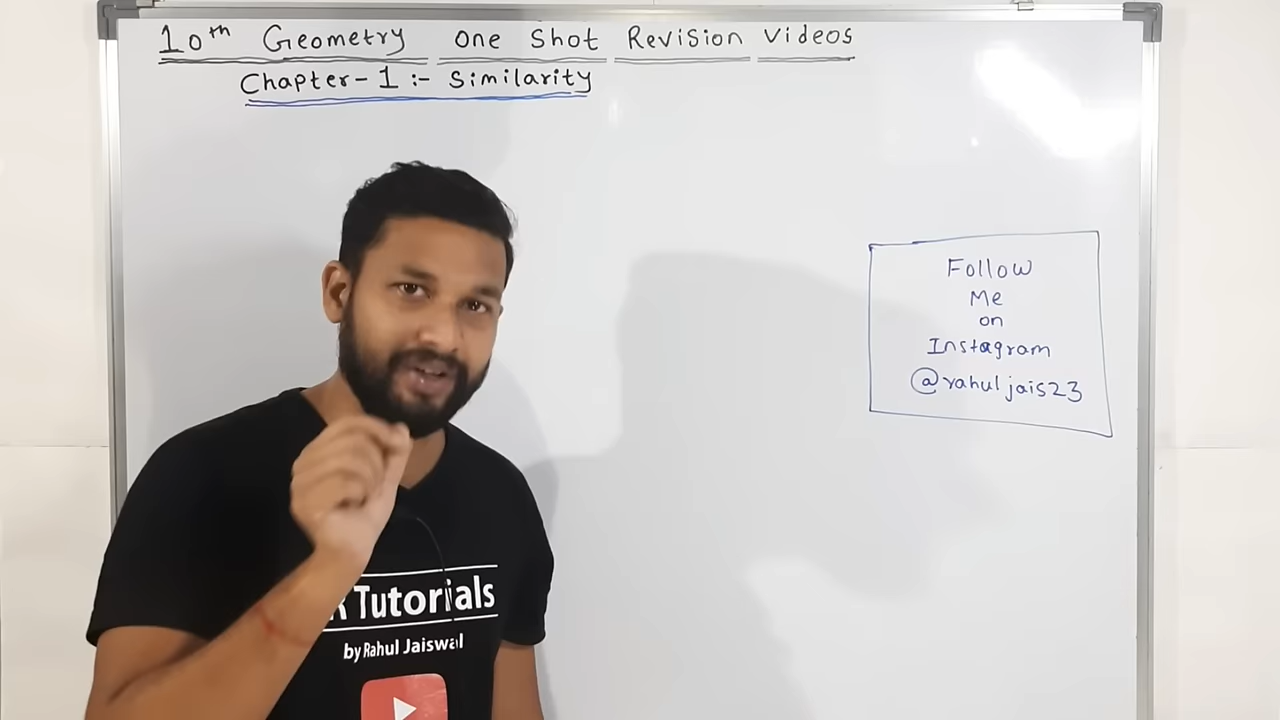 10th Geometry one Shot Revision Videos
Chapter-1 :- Similarity
Follow
Me
on
Instagram
@rahuljais23
Tutorials
by Rahul Jaiswal